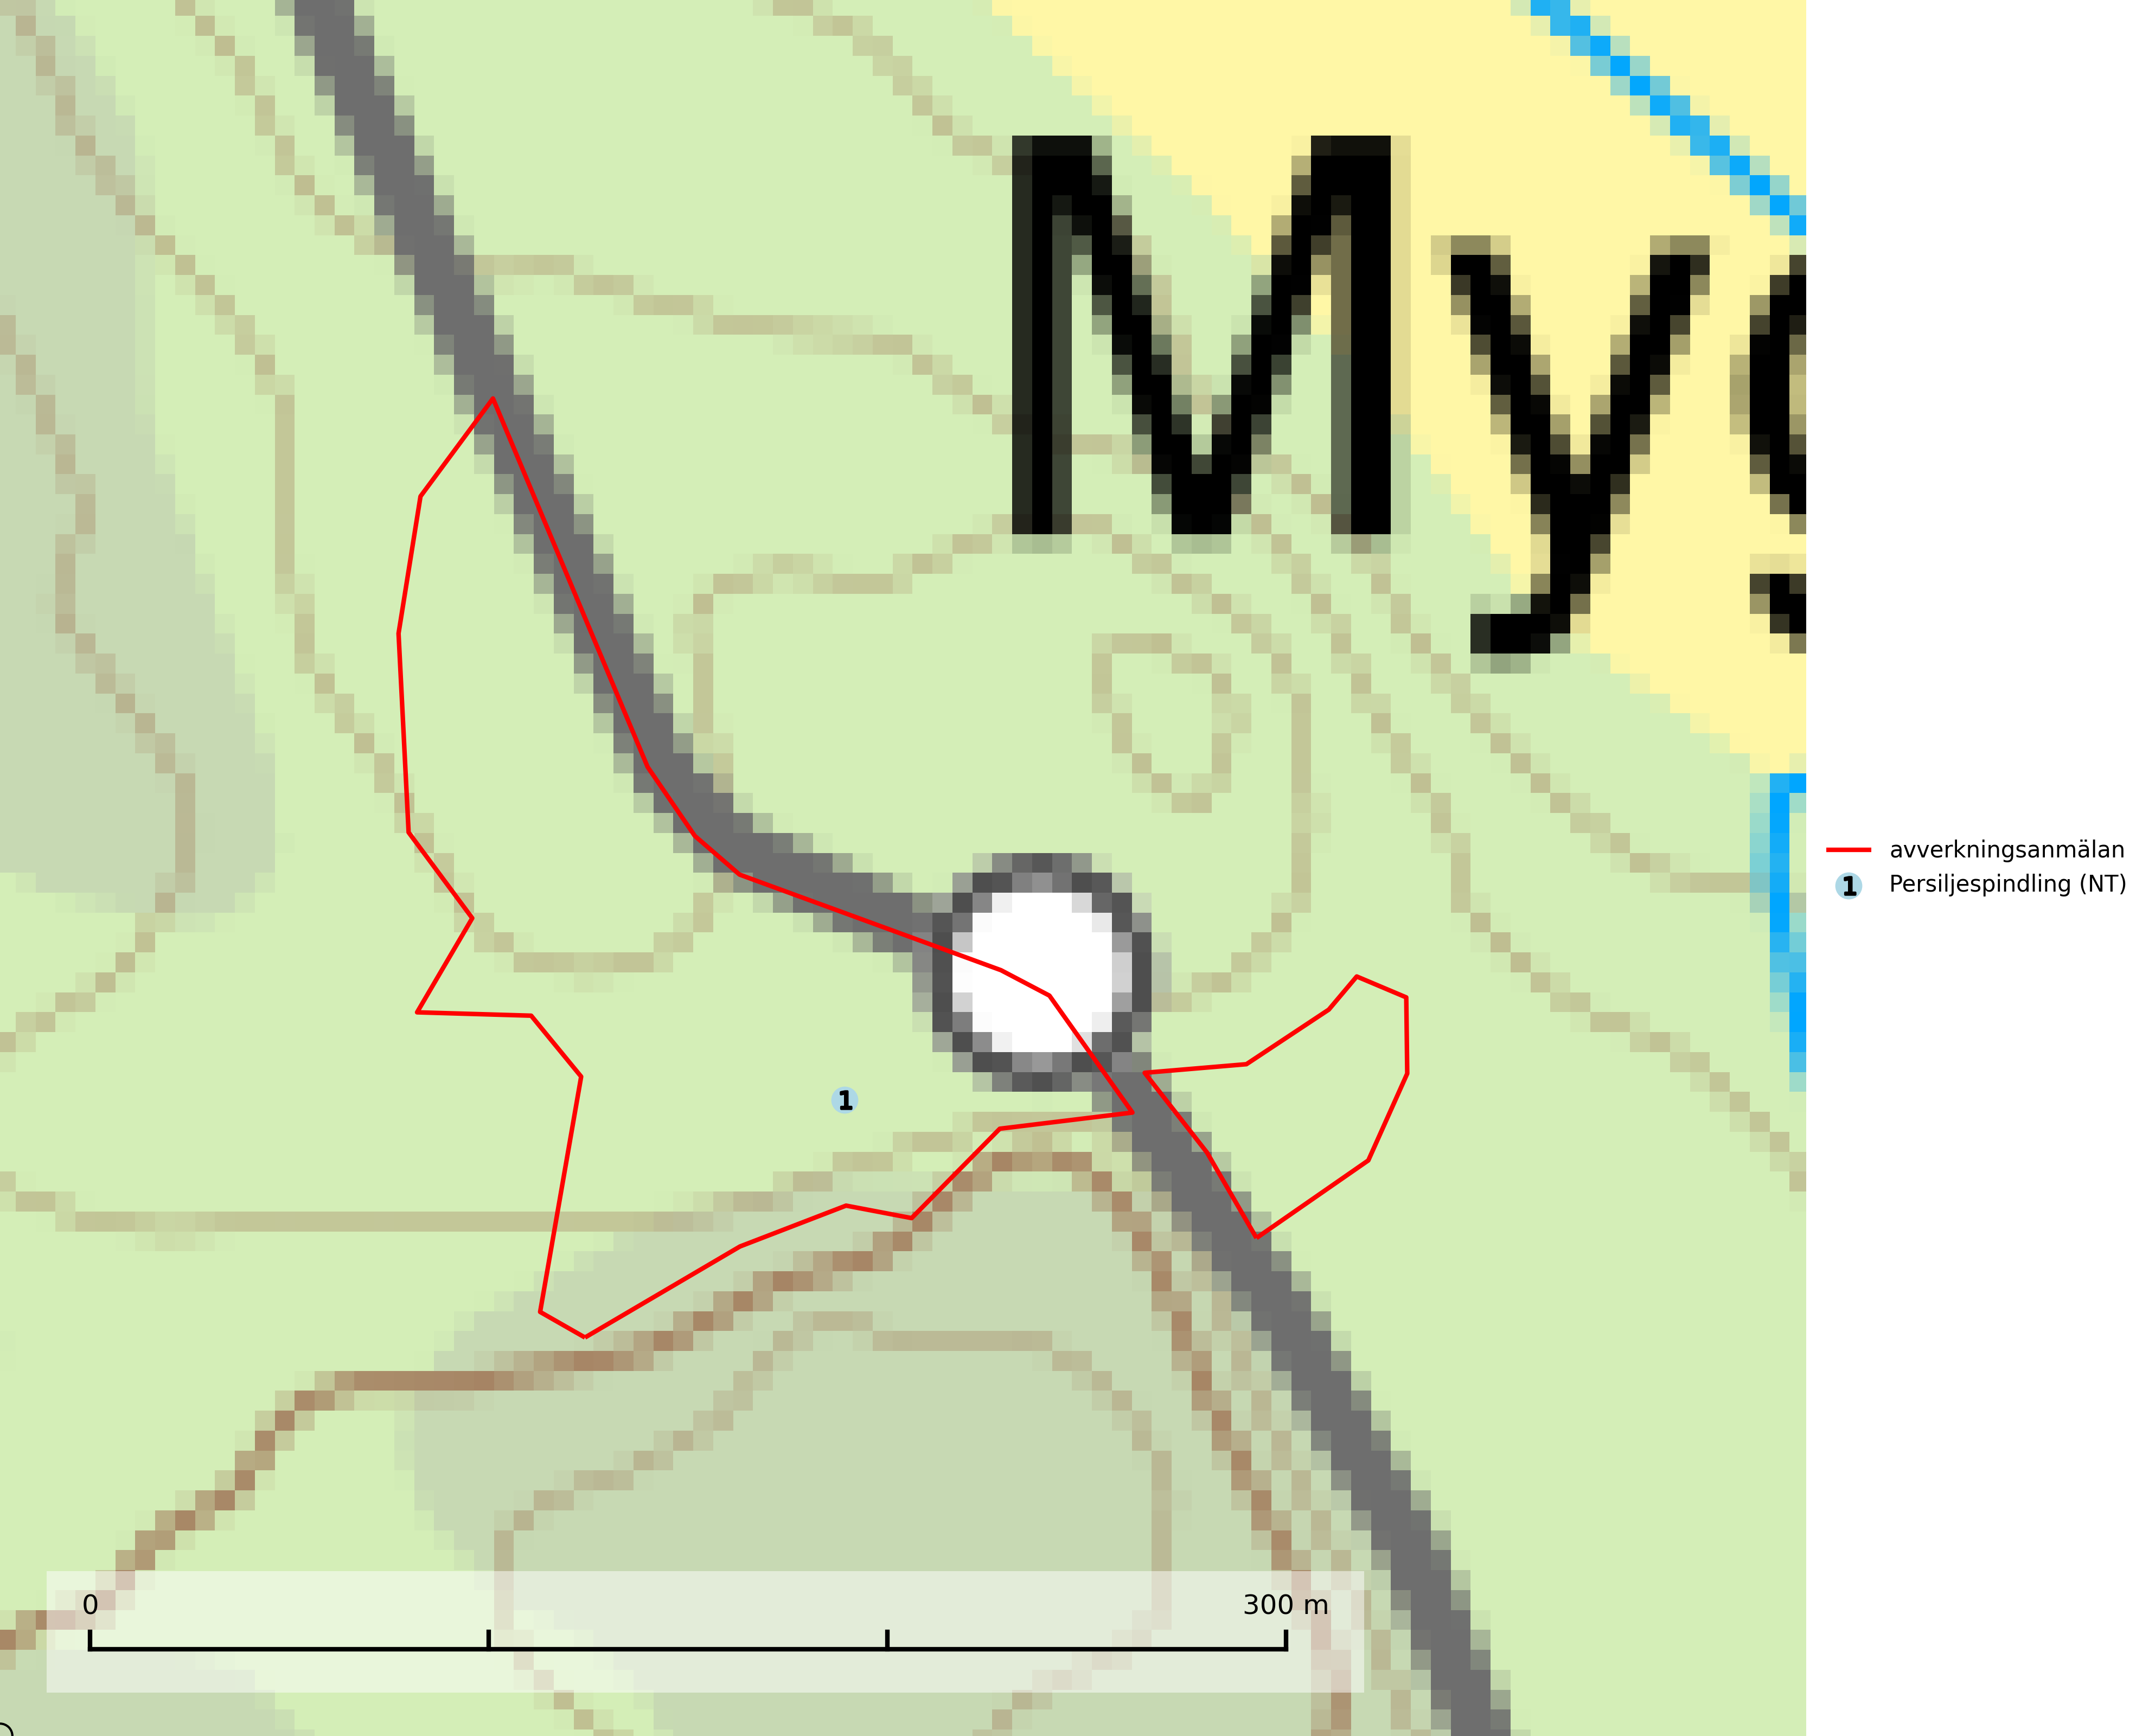 My
avverkningsanmälan
1 Persiljespindling (NT)
1
0 300 m